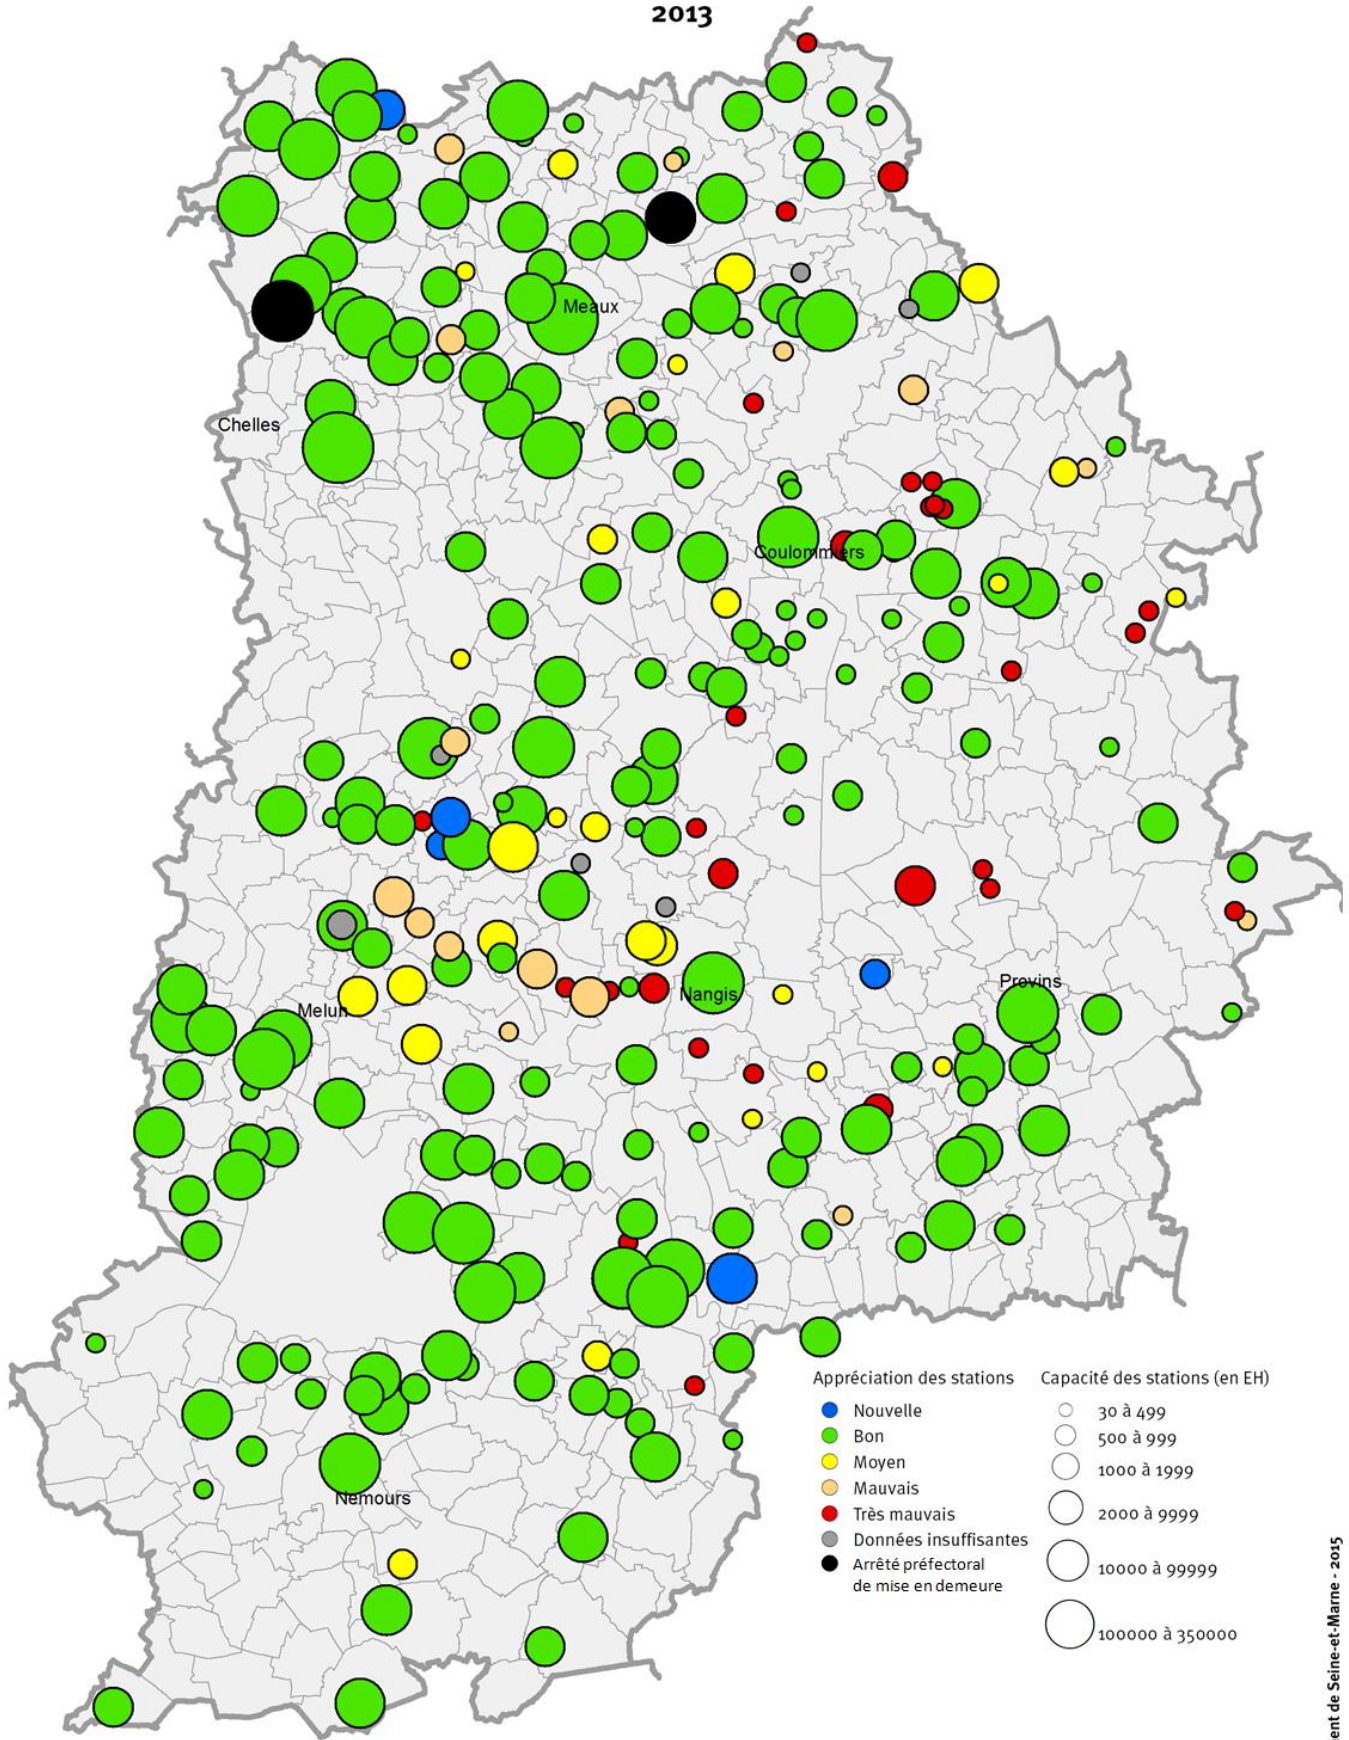 2013
Meaux
Chelles
Coulommiers
Provins
Nangis
Melun
Nemours
Appréciation des stations
Nouvelle
Bon
Moyen
Mauvais
Très mauvais
Données insuffisantes
Arrêté préfectoral
de mise en demeure
Capacité des stations (en EH)
30 à 499
500 à 999
1000 à 1999
2000 à 9999
10000 à 99999
100000 à 350000
ent de Seine-et-Marne - 2015